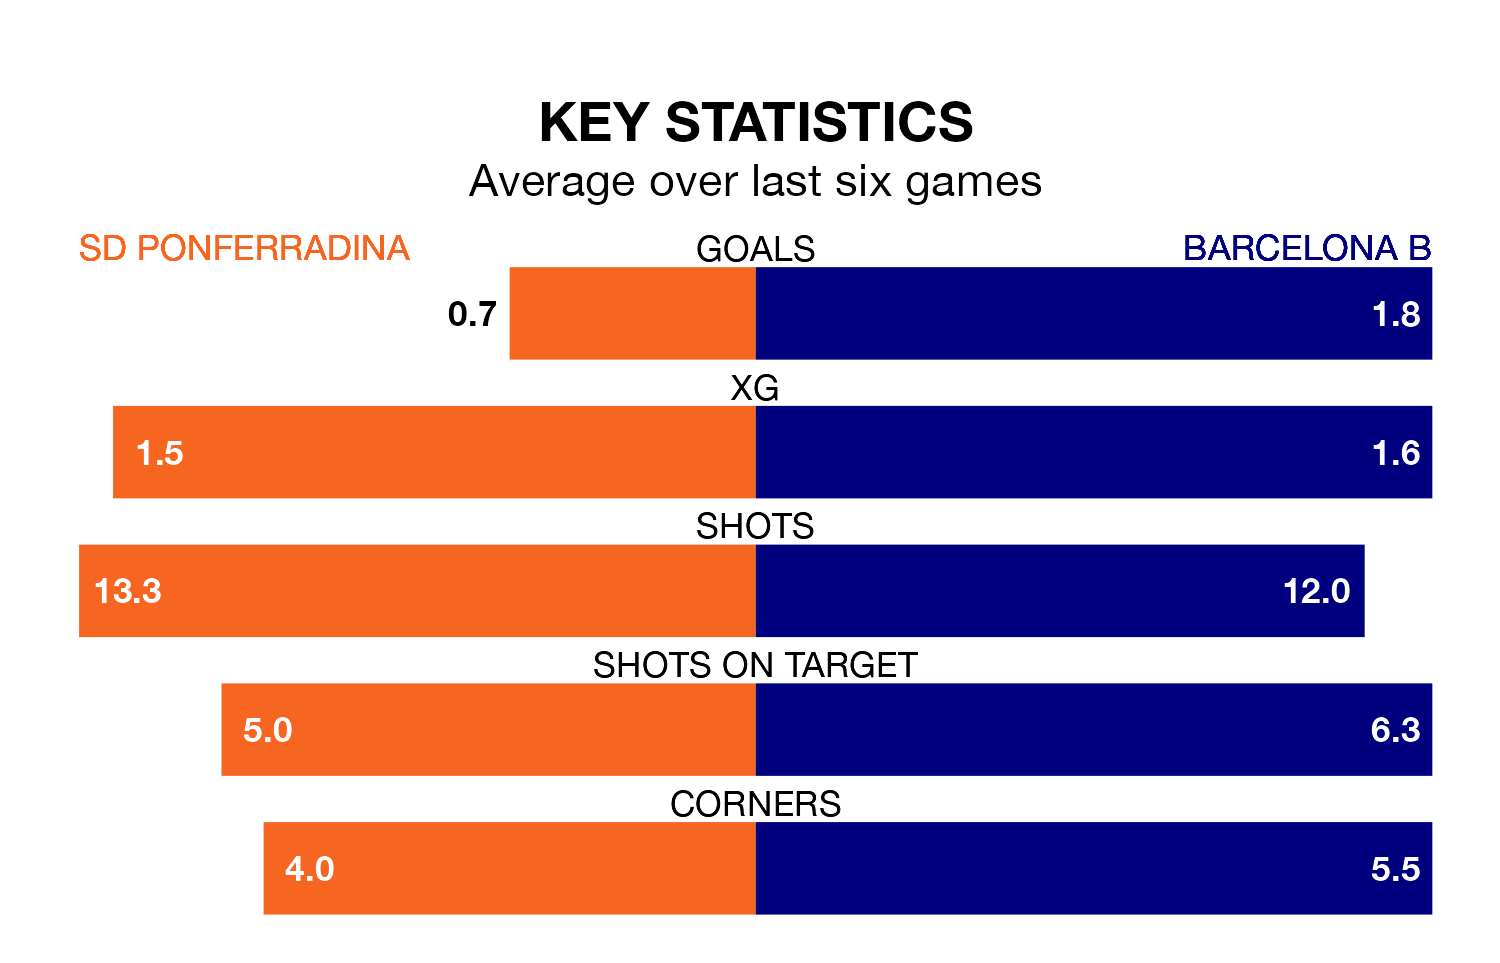 KEY STATISTICS
Average over last six games
SD PONFERRADINA GOALS BARCELONA B
0.7 1.8
XG
1.5 1.6
SHOTS
13.3 12.0
SHOTS ON TARGET
5.0 6.3
CORNERS
4.0 5.5